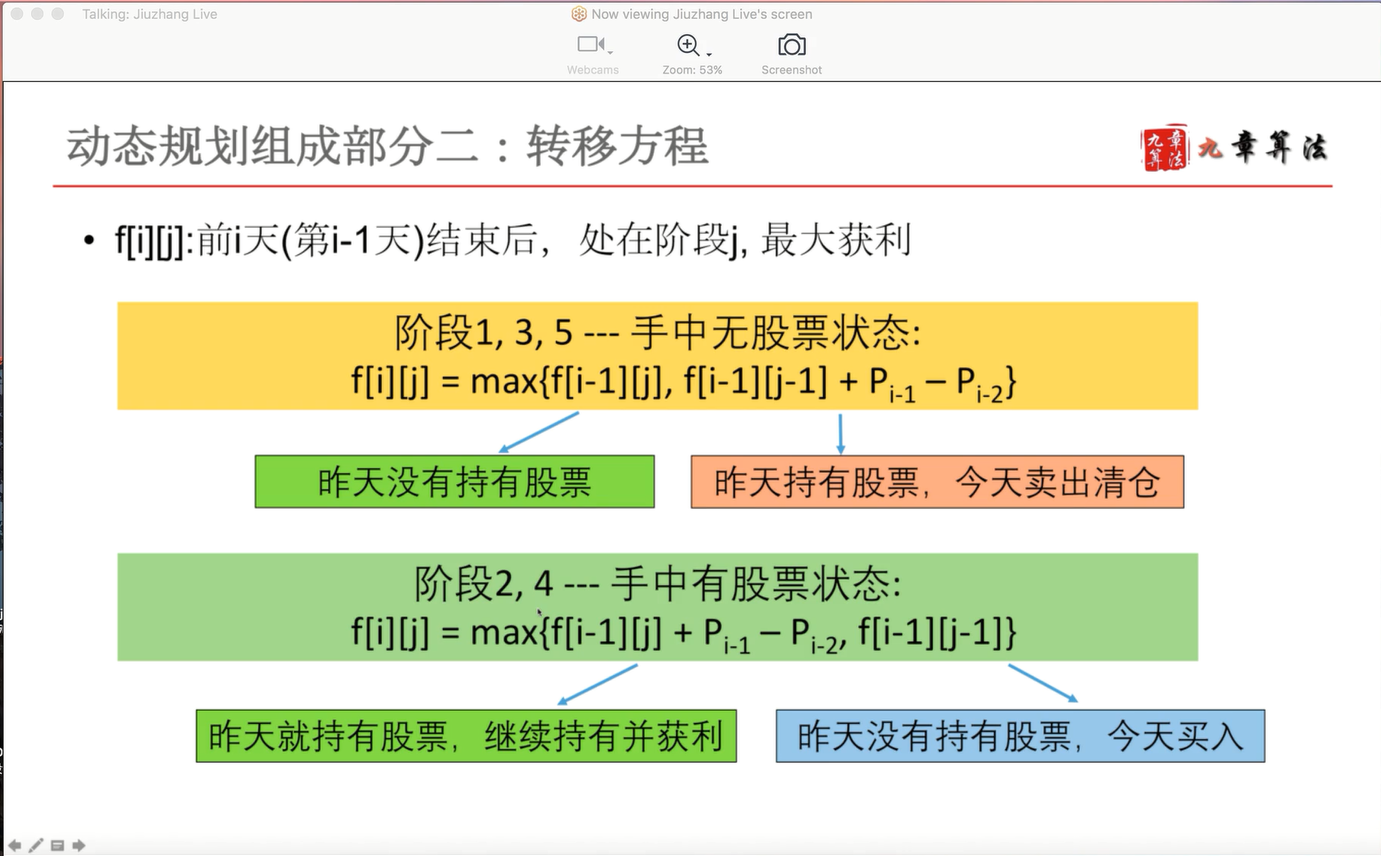 Talking: Jiuzhang Live
Now viewing Jiuzhang Live's screen
Webcams
Zoom: 53%
Screenshot
动态规划组成部分二：转移方程
九章算法
九章算法
• f[i][j]:前i天(第i-1天)结束后，处在阶段j, 最大获利
阶段1, 3, 5 --- 手中无股票状态:
f[i][j] = max{f[i-1][j], f[i-1][j-1] + Pi-1 – Pi-2}
昨天没有持有股票
昨天持有股票，今天卖出清仓
阶段2, 4 --- 手中有股票状态:
f[i][j] = max{f[i-1][j] + Pi-1 – Pi-2, f[i-1][j-1]}
昨天就持有股票，继续持有并获利
昨天没有持有股票，今天买入